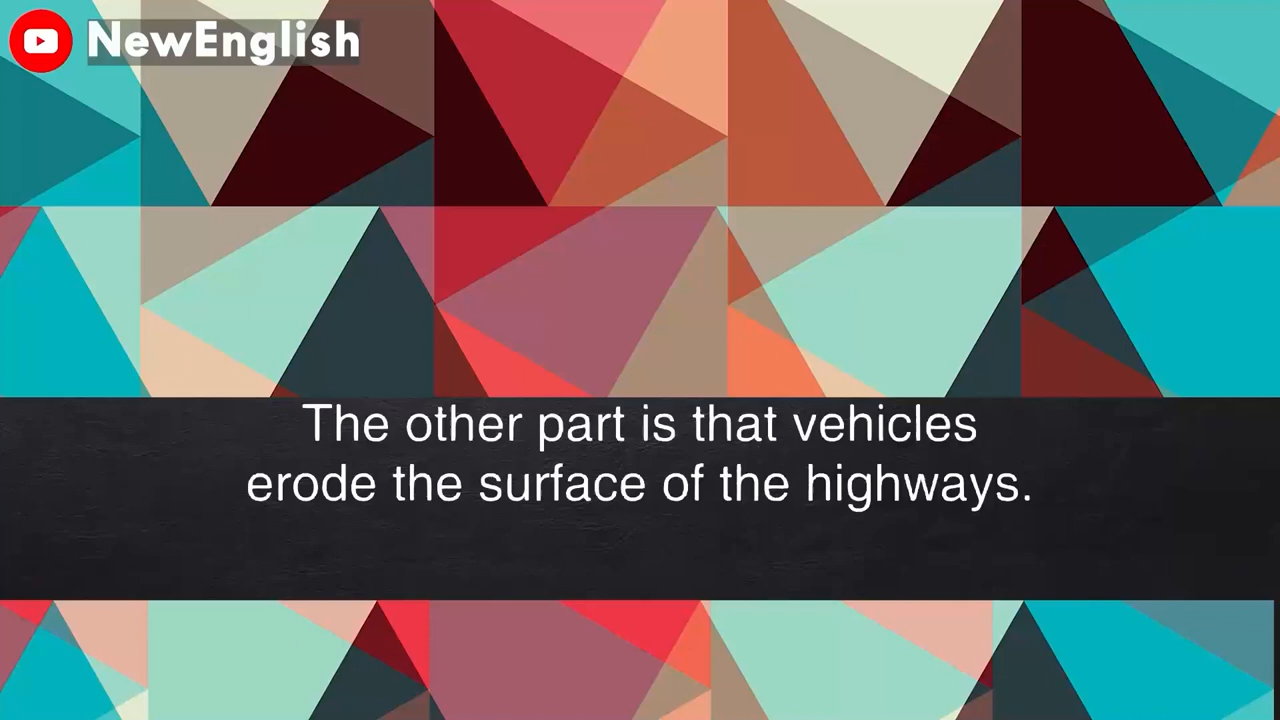 NewEnglish
The other part is that vehicles
erode the surface of the highways.